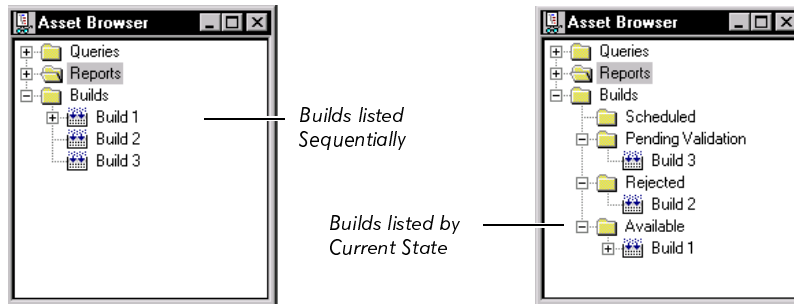 Asset Browser
Queries
Reports
Builds
Build 1
Build 2
Build 3
Builds listed
Sequentially
Builds listed by
Current State
Asset Browser
Queries
Reports
Builds
Scheduled
Pending Validation
Build 3
Rejected
Build 2
Available
Build 1